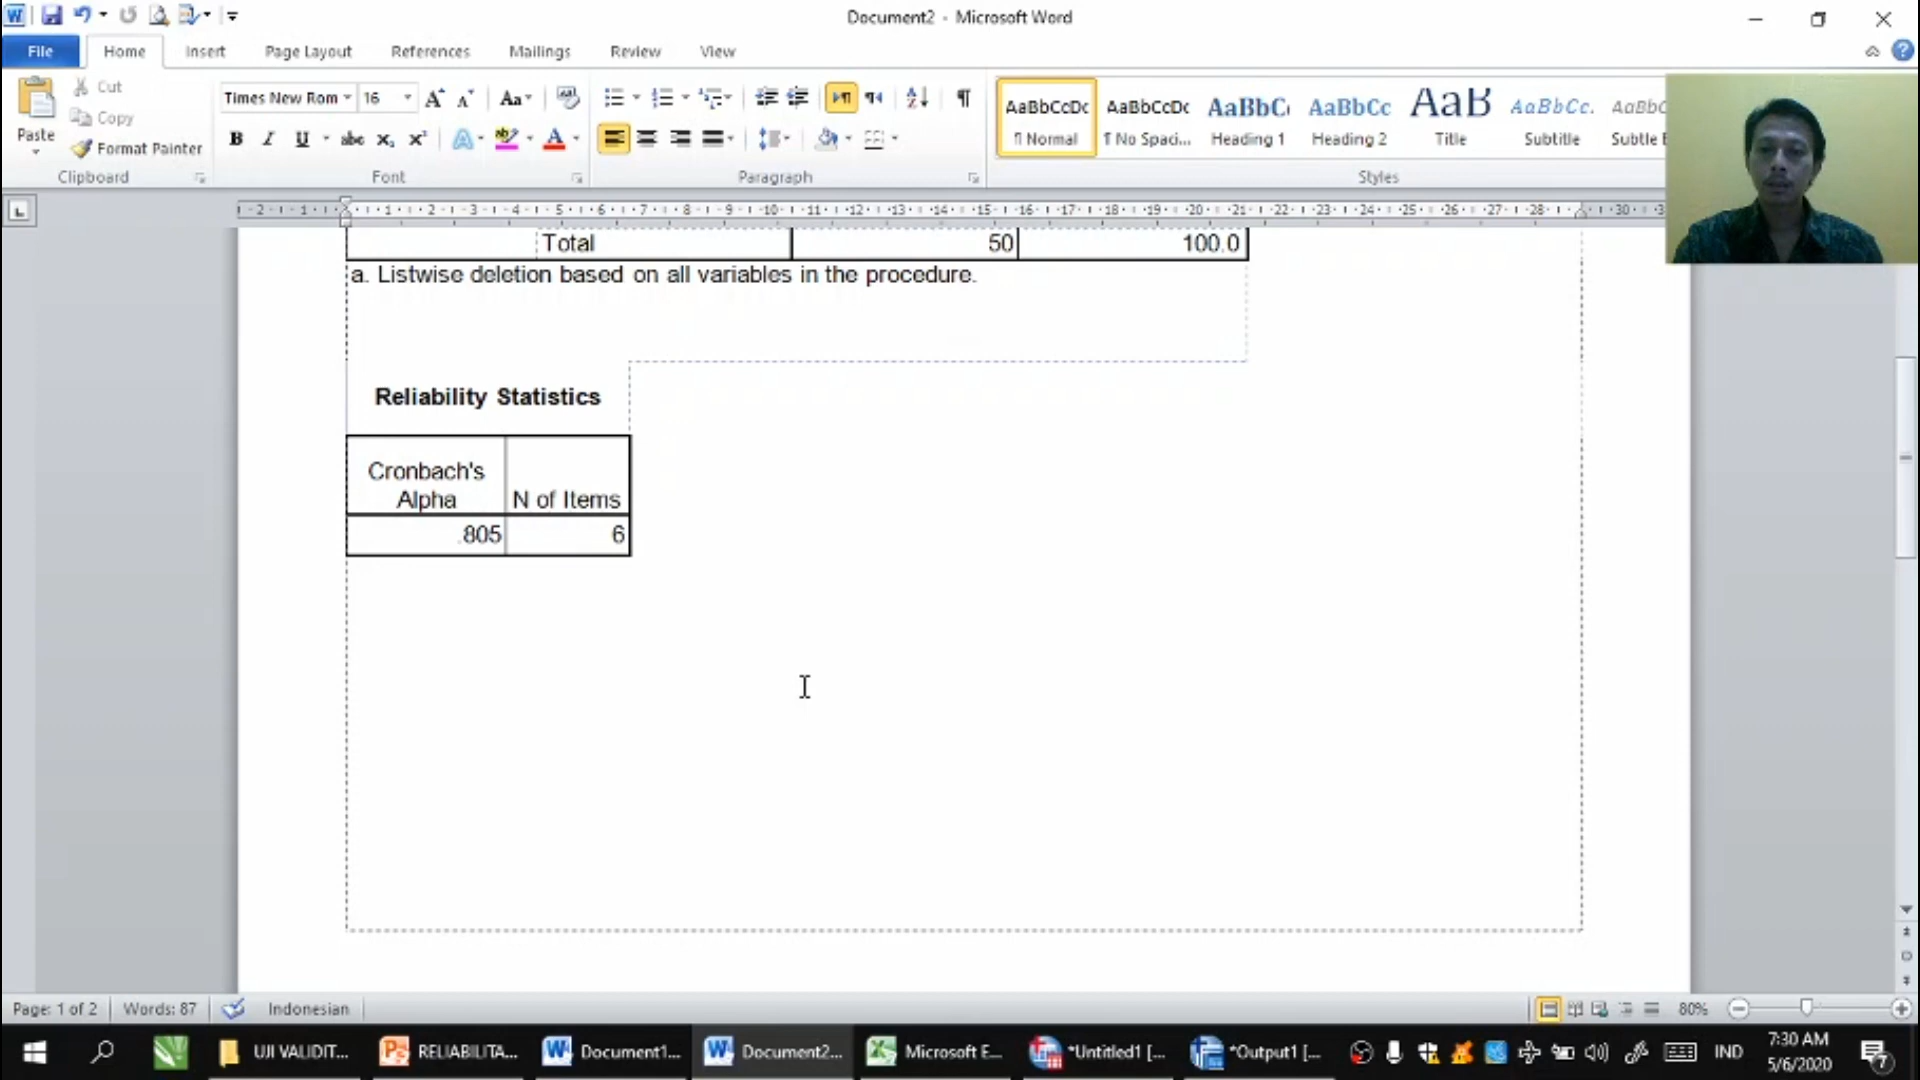 Document2 - Microsoft Word
File Home Insert Page Layout References Mailings Review View
Cut
Copy
Paste
Format Painter
Clipboard
Times New Rom 16
Font
Paragraph
AaBbCcDc AaBbCcDc AaBbC AaBbCc AaB AaBbCc. AaBbC
¶ Normal ¶ No Spaci... Heading 1 Heading 2 Title Subtitle Subtle E
Styles
Total 50 100.0
a. Listwise deletion based on all variables in the procedure.
Reliability Statistics
Cronbach's
Alpha N of Items
.805 6
Page: 1 of 2 Words: 87 Indonesian 80%
UJI VALIDIT... RELIABILITA... Document1... Document2... Microsoft E... *Untitled1 [... *Output1 [... IND
7:30 AM
5/6/2020